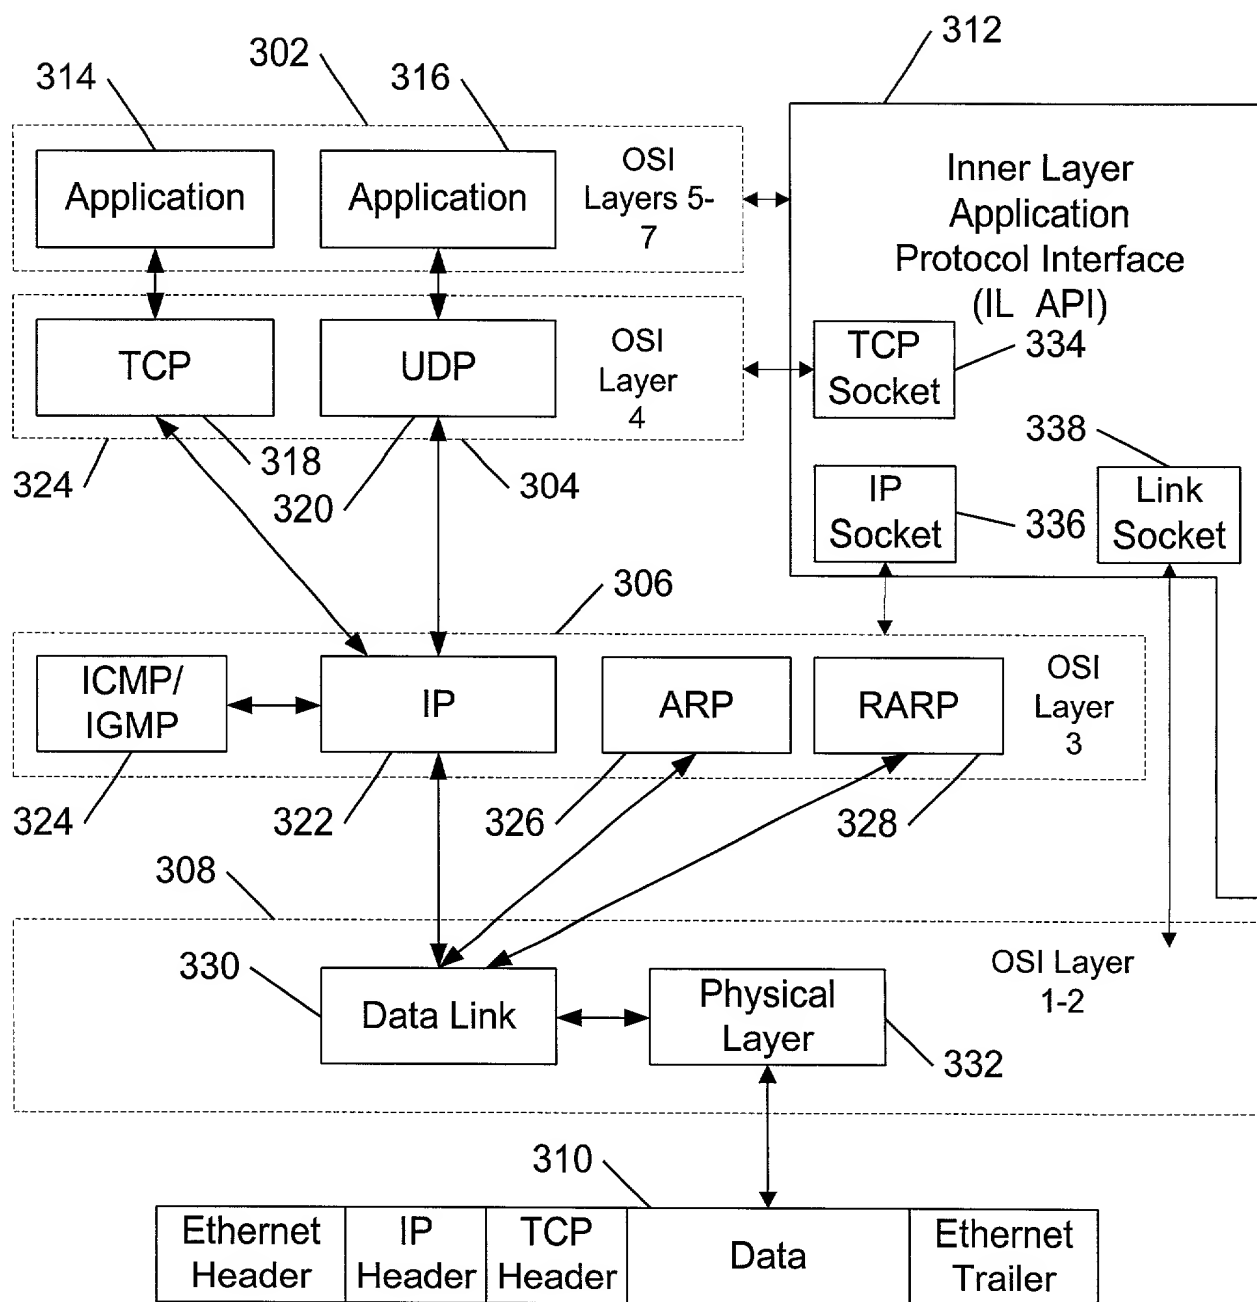 312
302
314
316
Application
Application
OSI
Layers 5-
7
Inner Layer
Application
Protocol Interface
(IL API)
TCP
UDP
OSI
Layer
4
TCP
Socket
334
324
318
320
304
338
IP
Socket
336
Link
Socket
306
ICMP/
IGMP
IP
ARP
RARP
OSI
Layer
3
324
322
326
328
308
330
Data Link
Physical
Layer
OSI Layer
1-2
332
310
Ethernet
Header
IP
Header
TCP
Header
Data
Ethernet
Trailer